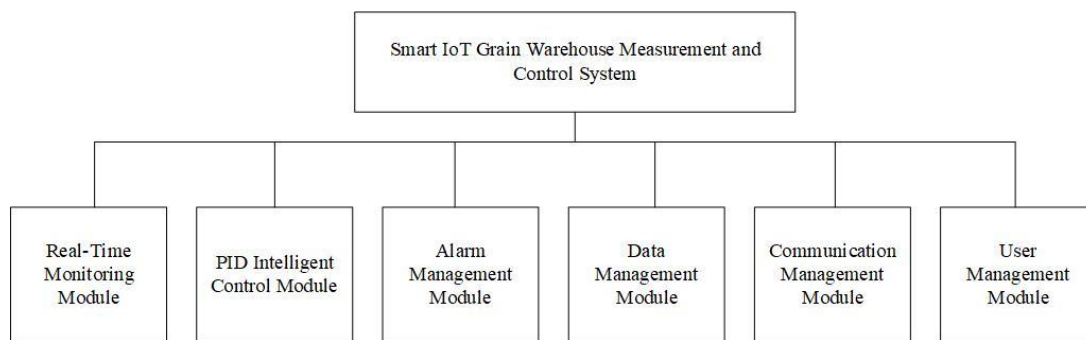 Smart IoT Grain Warehouse Measurement and
Control System
Real-Time
Monitoring
Module
PID Intelligent
Control Module
Alarm
Management
Module
Data
Management
Module
Communication
Management
Module
User
Management
Module